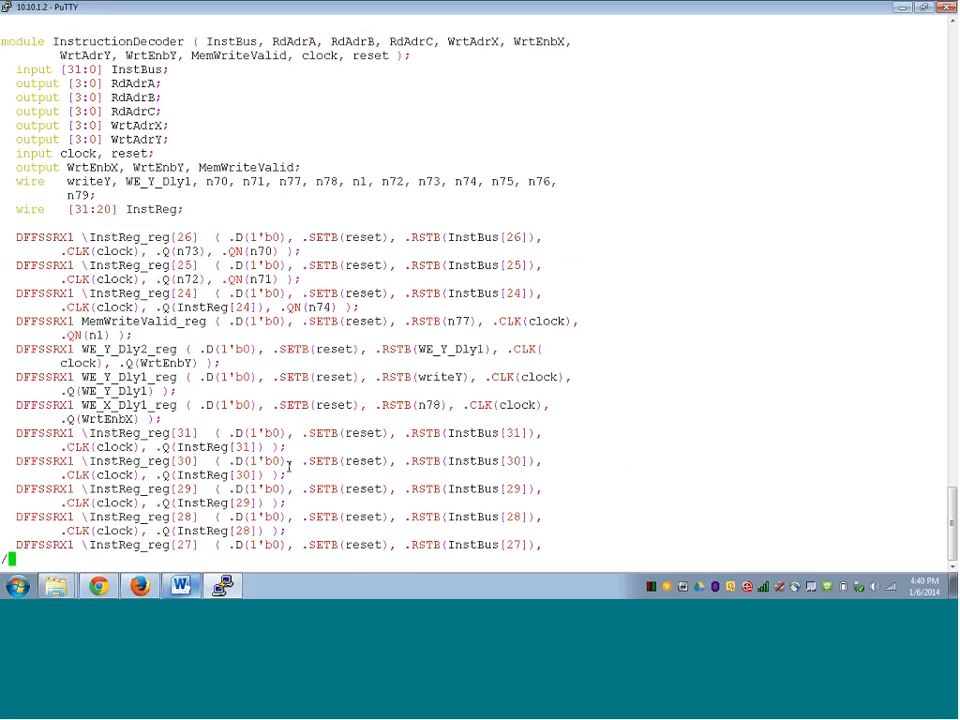 10.10.1.2 - PuTTY
module InstructionDecoder ( InstBus, RdAdrA, RdAdrB, RdAdrC, WrtAdrX, WrtEnbX,
WrtAdrY, WrtEnbY, MemWriteValid, clock, reset );
input [31:0] InstBus;
output [3:0] RdAdrA;
output [3:0] RdAdrB;
output [3:0] RdAdrC;
output [3:0] WrtAdrX;
output [3:0] WrtAdrY;
input clock, reset;
output WrtEnbX, WrtEnbY, MemWriteValid;
wire writeY, WE_Y_Dly1, n70, n71, n77, n78, n1, n72, n73, n74, n75, n76,
n79;
wire [31:20] InstReg;
DFFSSRX1 \InstReg_reg[26] ( .D(1'b0), .SETB(reset), .RSTB(InstBus[26]),
.CLK(clock), .Q(n73), .QN(n70) );
DFFSSRX1 \InstReg_reg[25] ( .D(1'b0), .SETB(reset), .RSTB(InstBus[25]),
.CLK(clock), .Q(n72), .QN(n71) );
DFFSSRX1 \InstReg_reg[24] ( .D(1'b0), .SETB(reset), .RSTB(InstBus[24]),
.CLK(clock), .Q(InstReg[24]), .QN(n74) );
DFFSSRX1 MemWriteValid_reg ( .D(1'b0), .SETB(reset), .RSTB(n77), .CLK(clock),
.QN(n1) );
DFFSSRX1 WE_Y_Dly2_reg ( .D(1'b0), .SETB(reset), .RSTB(WE_Y_Dly1), .CLK(
clock), .Q(WrtEnbY) );
DFFSSRX1 WE_Y_Dly1_reg ( .D(1'b0), .SETB(reset), .RSTB(writeY), .CLK(clock),
.Q(WE_Y_Dly1) );
DFFSSRX1 WE_X_Dly1_reg ( .D(1'b0), .SETB(reset), .RSTB(n78), .CLK(clock),
.Q(WrtEnbX) );
DFFSSRX1 \InstReg_reg[31] ( .D(1'b0), .SETB(reset), .RSTB(InstBus[31]),
.CLK(clock), .Q(InstReg[31]) );
DFFSSRX1 \InstReg_reg[30] ( .D(1'b0), .SETB(reset), .RSTB(InstBus[30]),
.CLK(clock), .Q(InstReg[30]) );
DFFSSRX1 \InstReg_reg[29] ( .D(1'b0), .SETB(reset), .RSTB(InstBus[29]),
.CLK(clock), .Q(InstReg[29]) );
DFFSSRX1 \InstReg_reg[28] ( .D(1'b0), .SETB(reset), .RSTB(InstBus[28]),
.CLK(clock), .Q(InstReg[28]) );
DFFSSRX1 \InstReg_reg[27] ( .D(1'b0), .SETB(reset), .RSTB(InstBus[27]),
/
4:40 PM
1/6/2014